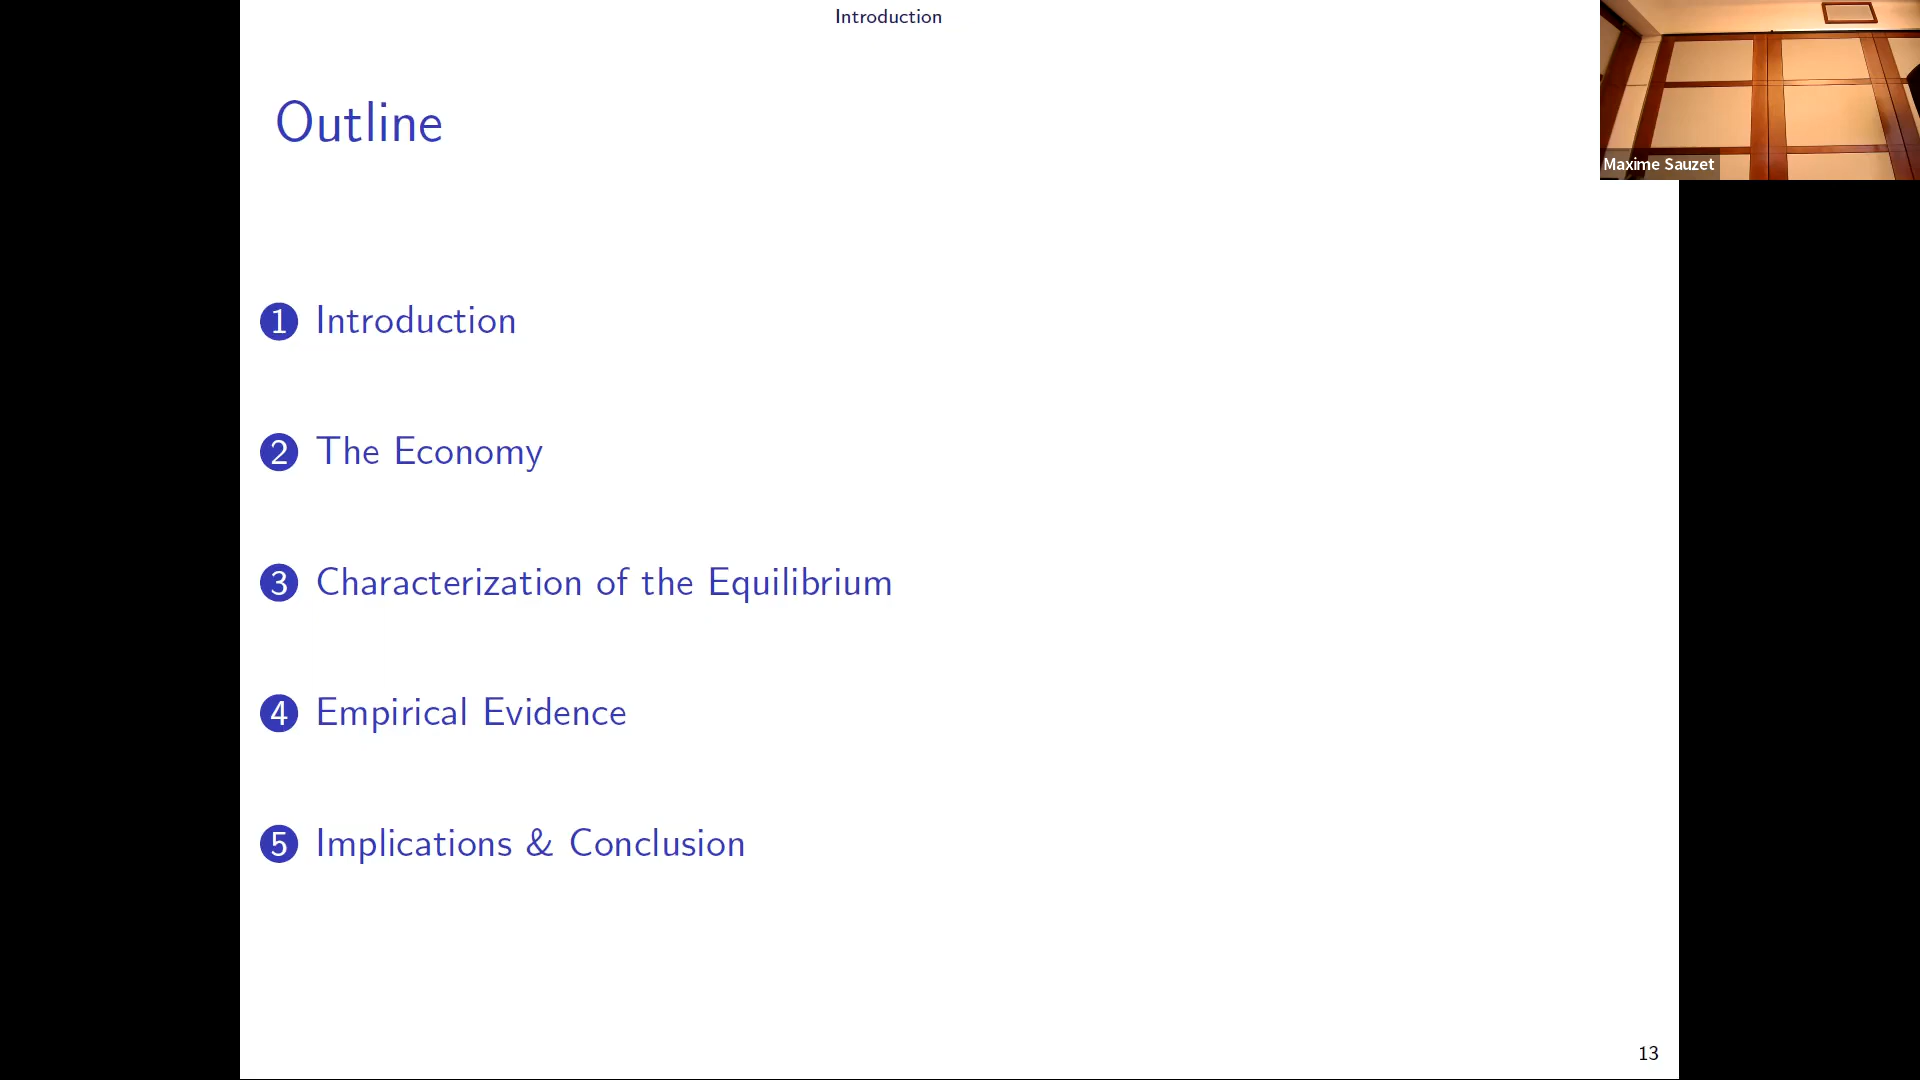 Introduction
Outline
1 Introduction
2 The Economy
3 Characterization of the Equilibrium
4 Empirical Evidence
5 Implications & Conclusion
13
Maxime Sauzet